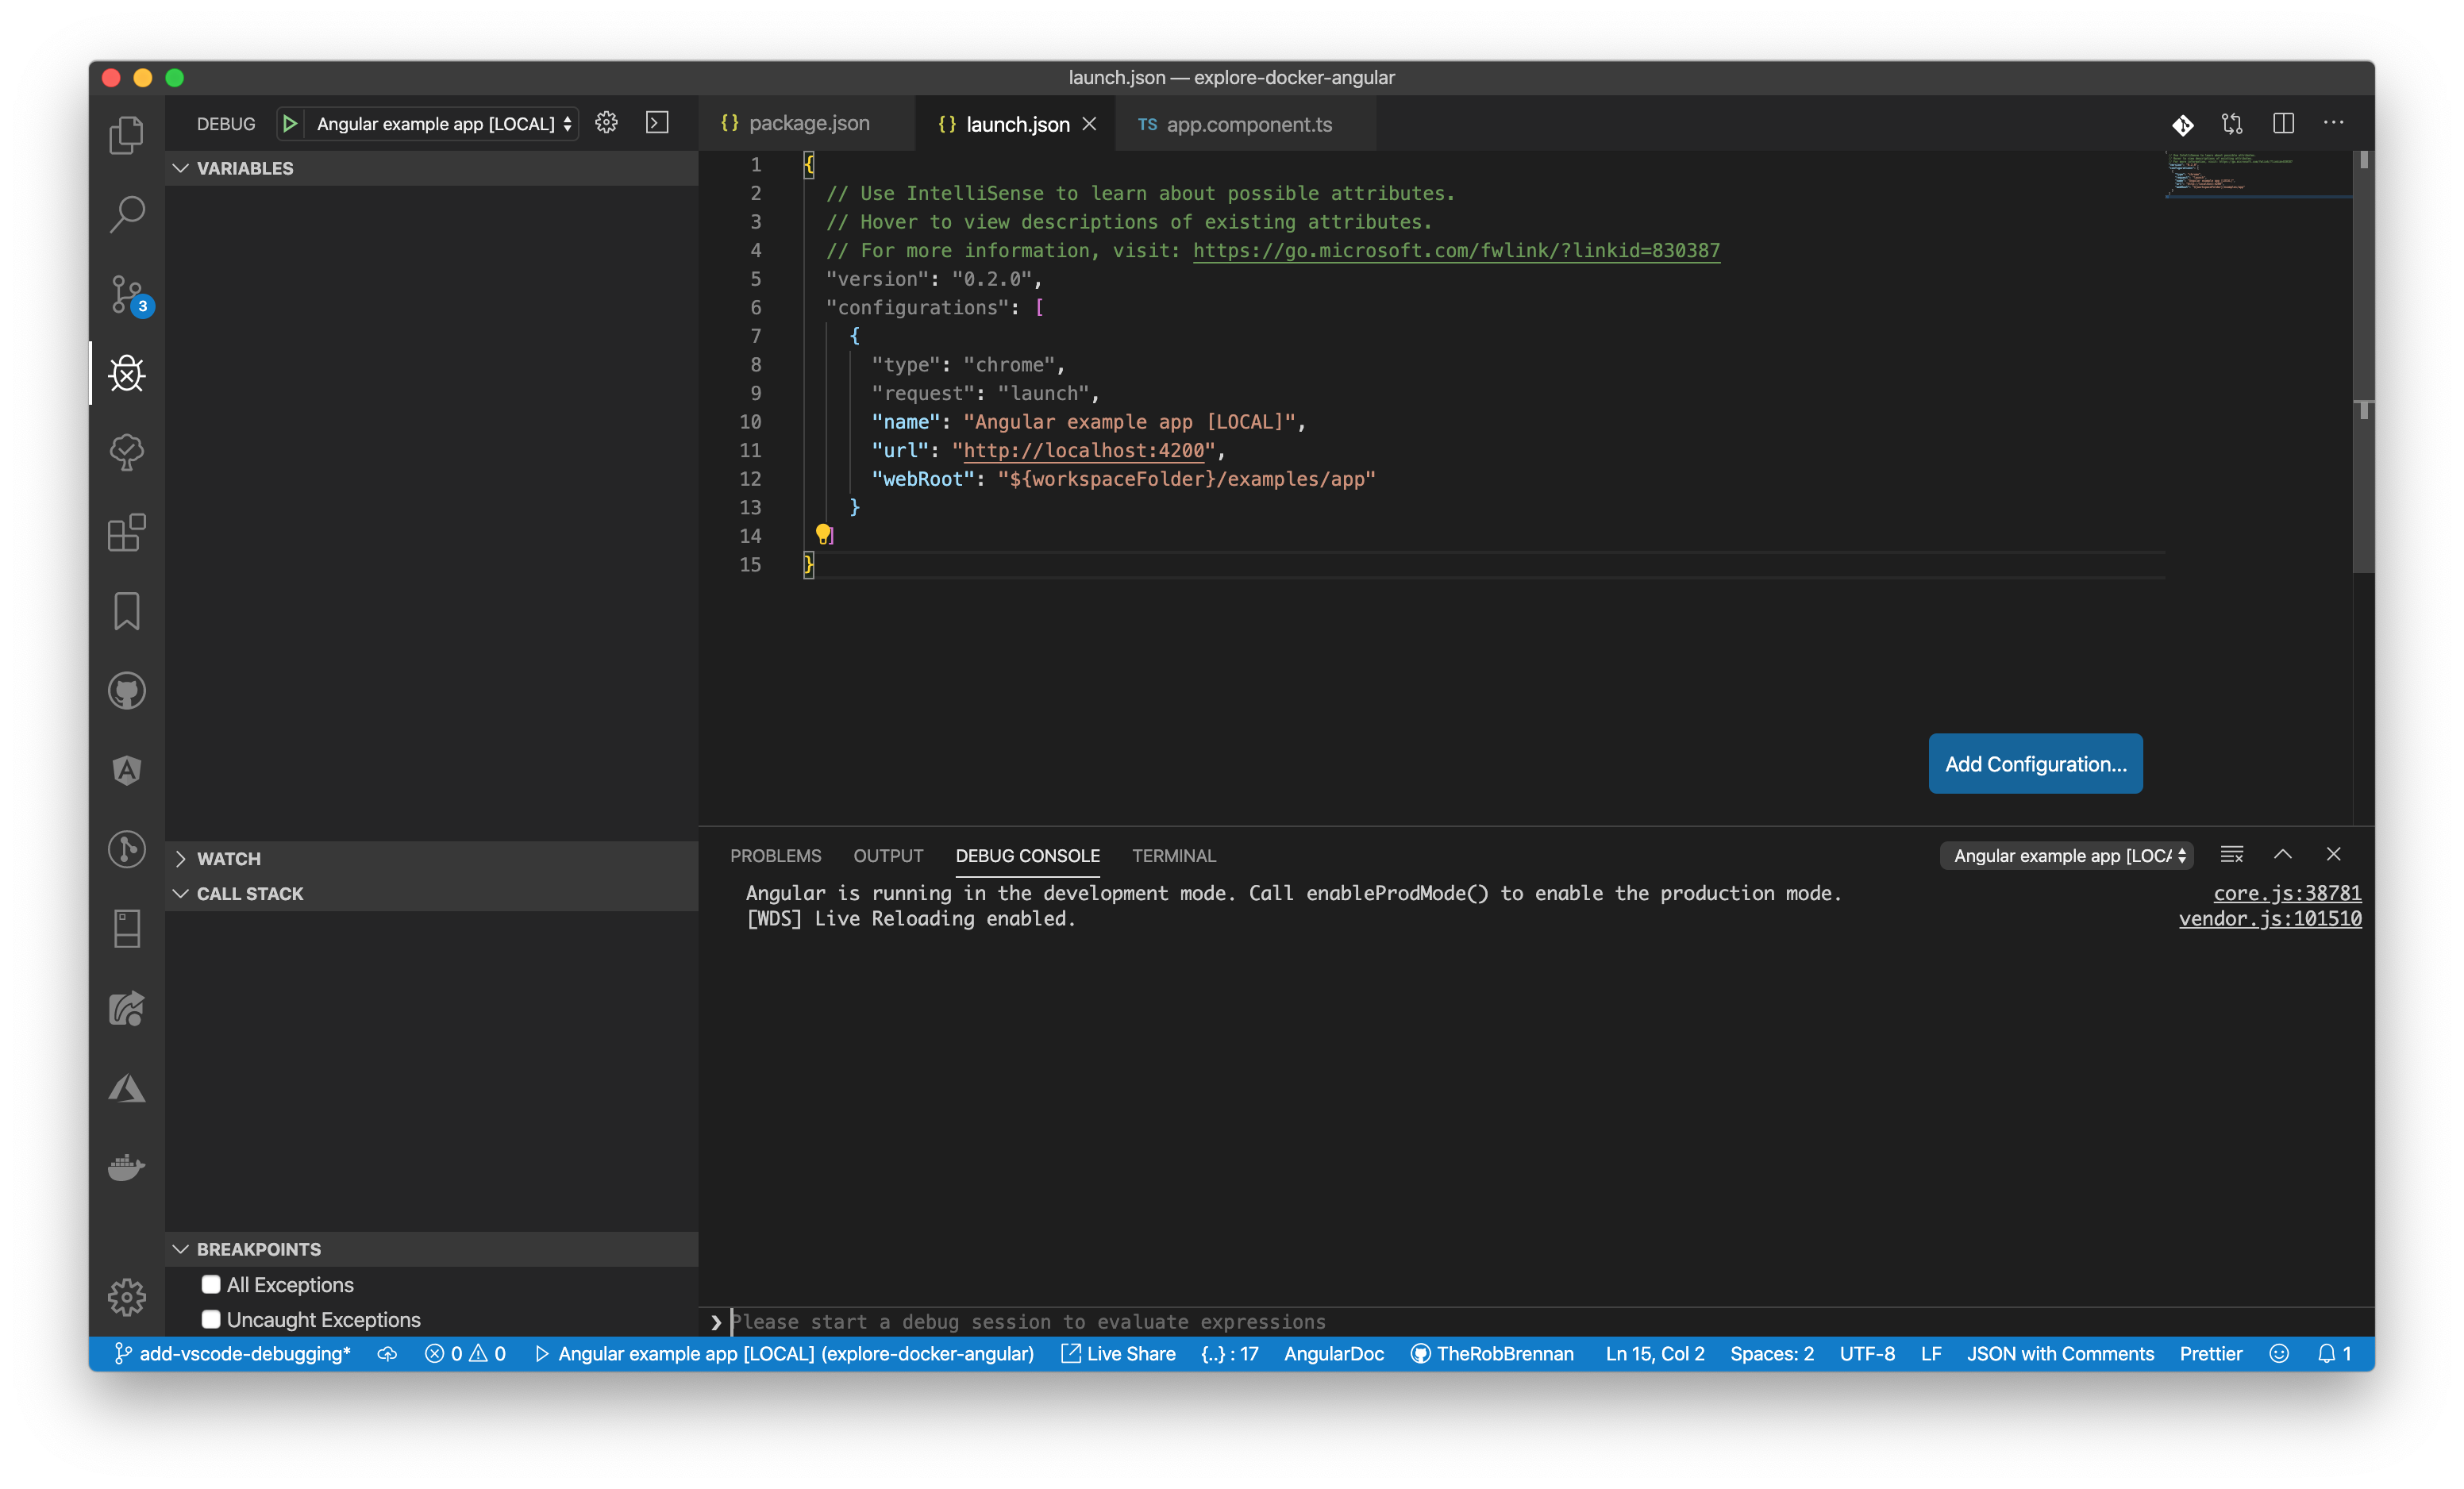 launch.json — explore-docker-angular
DEBUG
Angular example app [LOCAL]
{} package.json
{} launch.json
TS app.component.ts
3
VARIABLES
1 {
2 // Use IntelliSense to learn about possible attributes.
3 // Hover to view descriptions of existing attributes.
4 // For more information, visit: https://go.microsoft.com/fwlink/?linkid=830387
5 "version": "0.2.0",
6 "configurations": [
7 {
8 "type": "chrome",
9 "request": "launch",
10 "name": "Angular example app [LOCAL]",
11 "url": "http://localhost:4200",
12 "webRoot": "${workspaceFolder}/examples/app"
13 }
14 ]
15 }
Add Configuration...
WATCH
CALL STACK
PROBLEMS OUTPUT DEBUG CONSOLE TERMINAL
Angular example app [LOCA
Angular is running in the development mode. Call enableProdMode() to enable the production mode. core.js:38781
[WDS] Live Reloading enabled. vendor.js:101510
BREAKPOINTS
All Exceptions
Uncaught Exceptions
Please start a debug session to evaluate expressions
add-vscode-debugging* 0 0 Angular example app [LOCAL] (explore-docker-angular) Live Share {..} : 17 AngularDoc TheRobBrennan Ln 15, Col 2 Spaces: 2 UTF-8 LF JSON with Comments Prettier 1